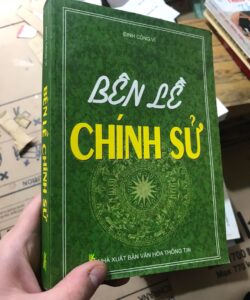 ĐINH CÔNG VĨ
BÊN LỀ
CHÍNH SỬ
NHÀ XUẤT BẢN VĂN HÓA THÔNG TIN
BÊN LỀ CHÍNH SỬ